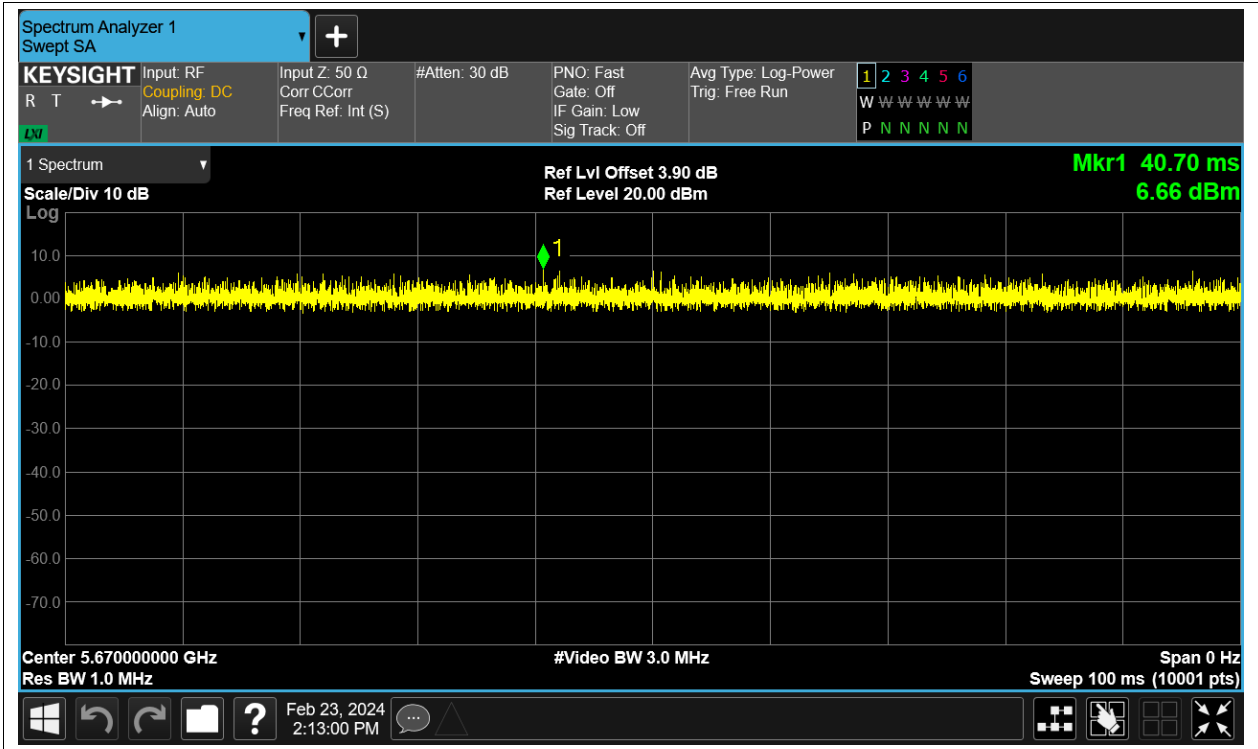 Spectrum Analyzer 1
Swept SA
KEYSIGHT
R T
LXI
Input: RF
Coupling: DC
Align: Auto
Input Z: 50 Ω
Corr CCorr
Freq Ref: Int (S)
#Atten: 30 dB
PNO: Fast
Gate: Off
IF Gain: Low
Sig Track: Off
Avg Type: Log-Power
Trig: Free Run
1 2 3 4 5 6
W W W W W W
P N N N N N
1 Spectrum
Scale/Div 10 dB
Ref Lvl Offset 3.90 dB
Ref Level 20.00 dBm
Mkr1 40.70 ms
6.66 dBm
Log
1
10.0
0.00
-10.0
-20.0
-30.0
-40.0
-50.0
-60.0
-70.0
Center 5.670000000 GHz
Res BW 1.0 MHz
#Video BW 3.0 MHz
Span 0 Hz
Sweep 100 ms (10001 pts)
?
Feb 23, 2024
2:13:00 PM